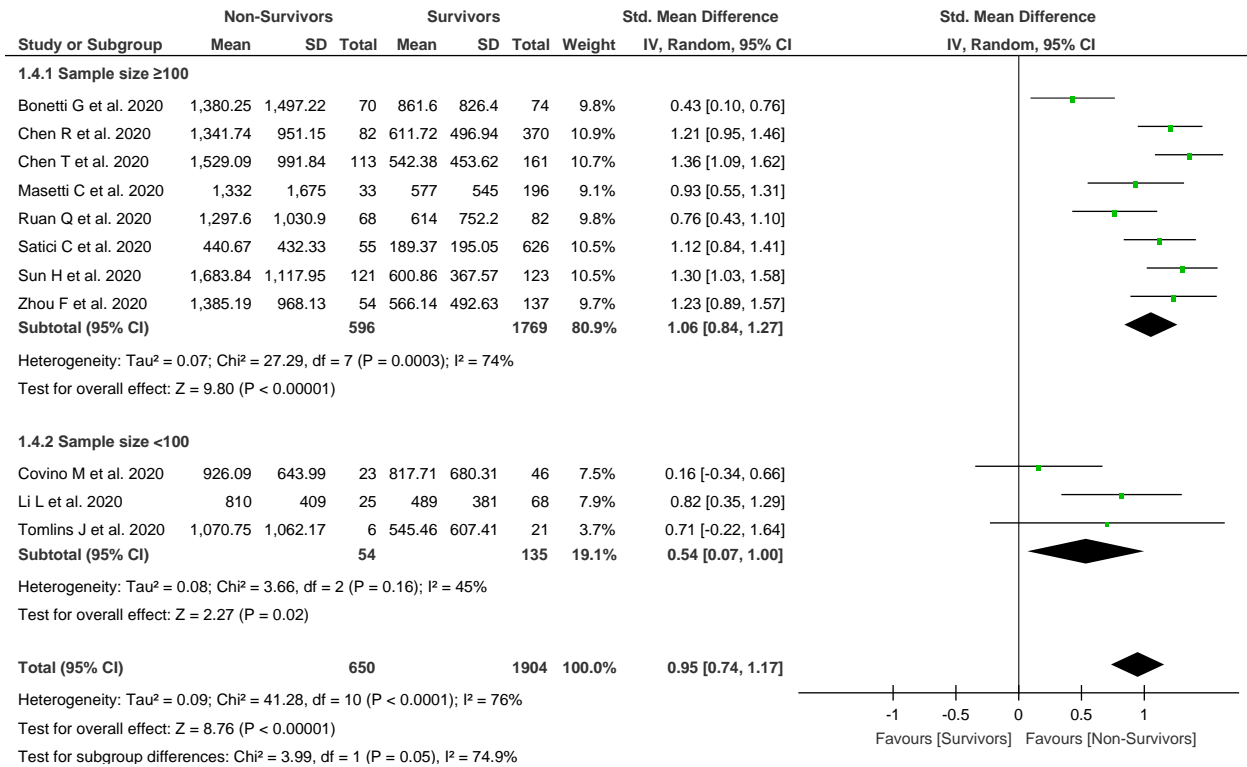 Non-Survivors Survivors Std. Mean Difference Std. Mean Difference
Study or Subgroup Mean SD Total Mean SD Total Weight IV, Random, 95% CI IV, Random, 95% CI
1.4.1 Sample size ≥100
Bonetti G et al. 2020 1,380.25 1,497.22 70 861.6 826.4 74 9.8% 0.43 [0.10, 0.76]
Chen R et al. 2020 1,341.74 951.15 82 611.72 496.94 370 10.9% 1.21 [0.95, 1.46]
Chen T et al. 2020 1,529.09 991.84 113 542.38 453.62 161 10.7% 1.36 [1.09, 1.62]
Masetti C et al. 2020 1,332 1,675 33 577 545 196 9.1% 0.93 [0.55, 1.31]
Ruan Q et al. 2020 1,297.6 1,030.9 68 614 752.2 82 9.8% 0.76 [0.43, 1.10]
Satici C et al. 2020 440.67 432.33 55 189.37 195.05 626 10.5% 1.12 [0.84, 1.41]
Sun H et al. 2020 1,683.84 1,117.95 121 600.86 367.57 123 10.5% 1.30 [1.03, 1.58]
Zhou F et al. 2020 1,385.19 968.13 54 566.14 492.63 137 9.7% 1.23 [0.89, 1.57]
Subtotal (95% CI) 596 1769 80.9% 1.06 [0.84, 1.27]
Heterogeneity: Tau² = 0.07; Chi² = 27.29, df = 7 (P = 0.0003); I² = 74%
Test for overall effect: Z = 9.80 (P < 0.00001)
1.4.2 Sample size <100
Covino M et al. 2020 926.09 643.99 23 817.71 680.31 46 7.5% 0.16 [-0.34, 0.66]
Li L et al. 2020 810 409 25 489 381 68 7.9% 0.82 [0.35, 1.29]
Tomlins J et al. 2020 1,070.75 1,062.17 6 545.46 607.41 21 3.7% 0.71 [-0.22, 1.64]
Subtotal (95% CI) 54 135 19.1% 0.54 [0.07, 1.00]
Heterogeneity: Tau² = 0.08; Chi² = 3.66, df = 2 (P = 0.16); I² = 45%
Test for overall effect: Z = 2.27 (P = 0.02)
Total (95% CI) 650 1904 100.0% 0.95 [0.74, 1.17]
Heterogeneity: Tau² = 0.09; Chi² = 41.28, df = 10 (P < 0.0001); I² = 76%
Test for overall effect: Z = 8.76 (P < 0.00001)
Test for subgroup differences: Chi² = 3.99, df = 1 (P = 0.05), I² = 74.9%
-1 -0.5 0 0.5 1
Favours [Survivors] Favours [Non-Survivors]